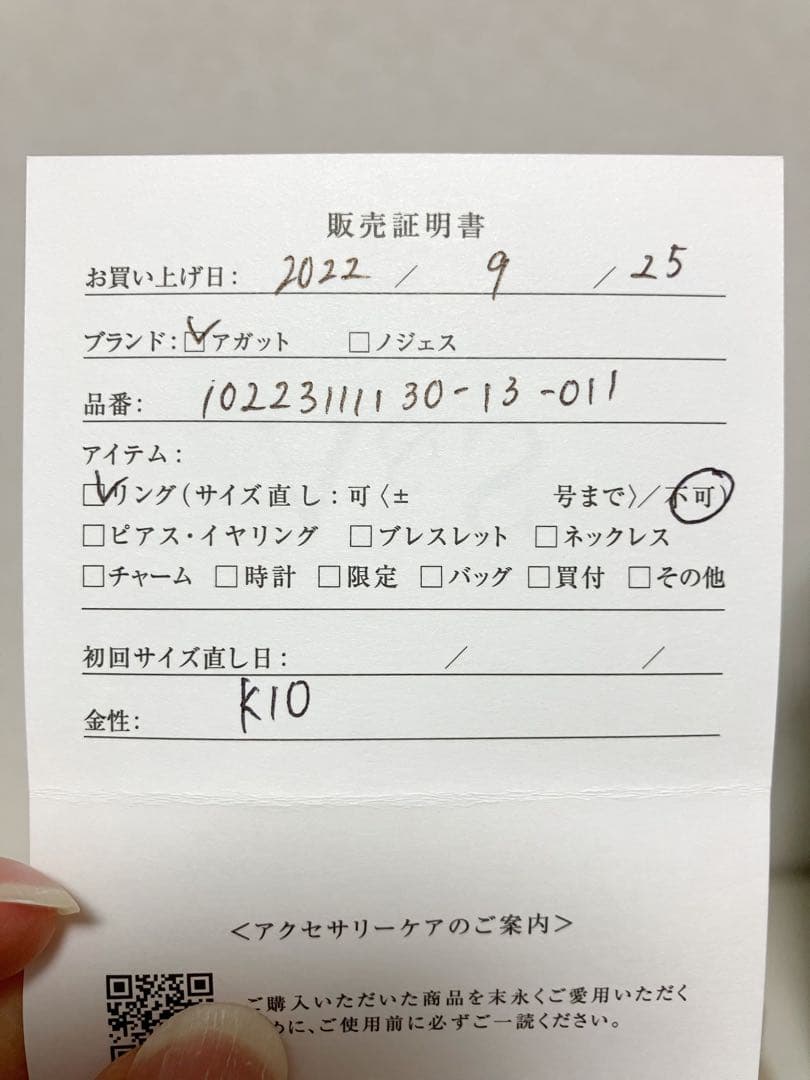 販売証明書
お買い上げ日: 2022 / 9 / 25
ブランド: ☑アガット □ノジェス
品番: 10223111130-13-011
アイテム:
☑リング(サイズ直し: 可〈± 号まで〉/不可)
□ピアス・イヤリング □ブレスレット □ネックレス
□チャーム □時計 □限定 □バッグ □買付 □その他
初回サイズ直し日: / /
金性: K10
<アクセサリーケアのご案内>
ご購入いただいた商品を末永くご愛用いただく
めに、ご使用前に必ずご一読ください。